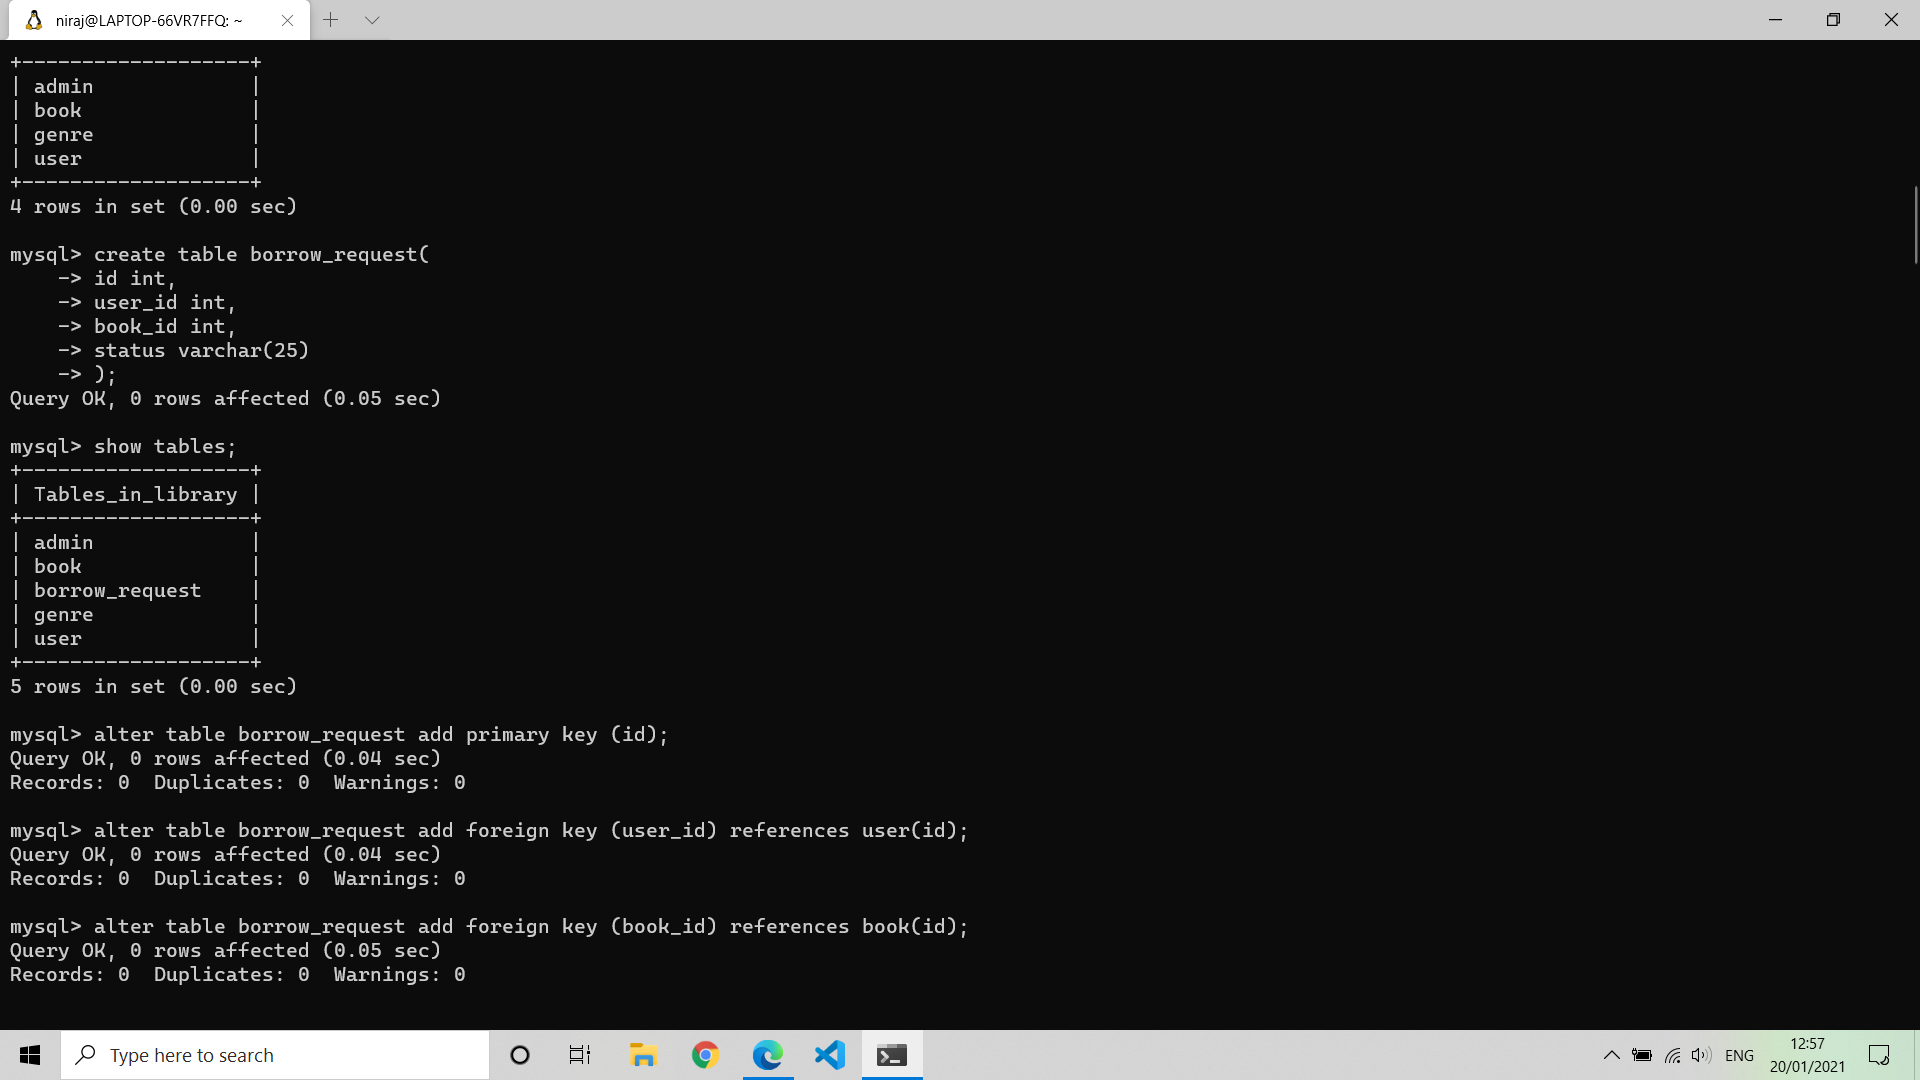 niraj@LAPTOP-66VR7FFQ: ~
+-------------------+
| admin             |
| book              |
| genre             |
| user              |
+-------------------+
4 rows in set (0.00 sec)

mysql> create table borrow_request(
    -> id int,
    -> user_id int,
    -> book_id int,
    -> status varchar(25)
    -> );
Query OK, 0 rows affected (0.05 sec)

mysql> show tables;
+-------------------+
| Tables_in_library |
+-------------------+
| admin             |
| book              |
| borrow_request    |
| genre             |
| user              |
+-------------------+
5 rows in set (0.00 sec)

mysql> alter table borrow_request add primary key (id);
Query OK, 0 rows affected (0.04 sec)
Records: 0  Duplicates: 0  Warnings: 0

mysql> alter table borrow_request add foreign key (user_id) references user(id);
Query OK, 0 rows affected (0.04 sec)
Records: 0  Duplicates: 0  Warnings: 0

mysql> alter table borrow_request add foreign key (book_id) references book(id);
Query OK, 0 rows affected (0.05 sec)
Records: 0  Duplicates: 0  Warnings: 0

Type here to search
ENG
12:57
20/01/2021